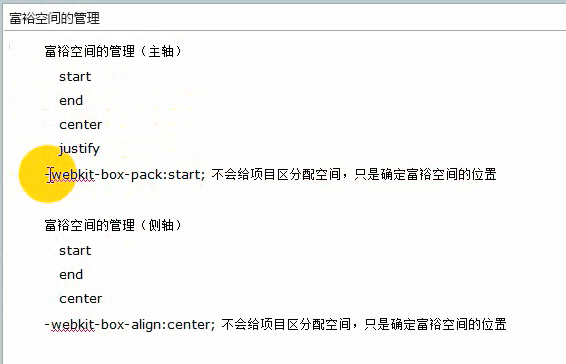 富裕空间的管理
富裕空间的管理（主轴）
start
end
center
justify
-webkit-box-pack:start; 不会给项目区分配空间，只是确定富裕空间的位置
富裕空间的管理（侧轴）
start
end
center
-webkit-box-align:center; 不会给项目区分配空间，只是确定富裕空间的位置